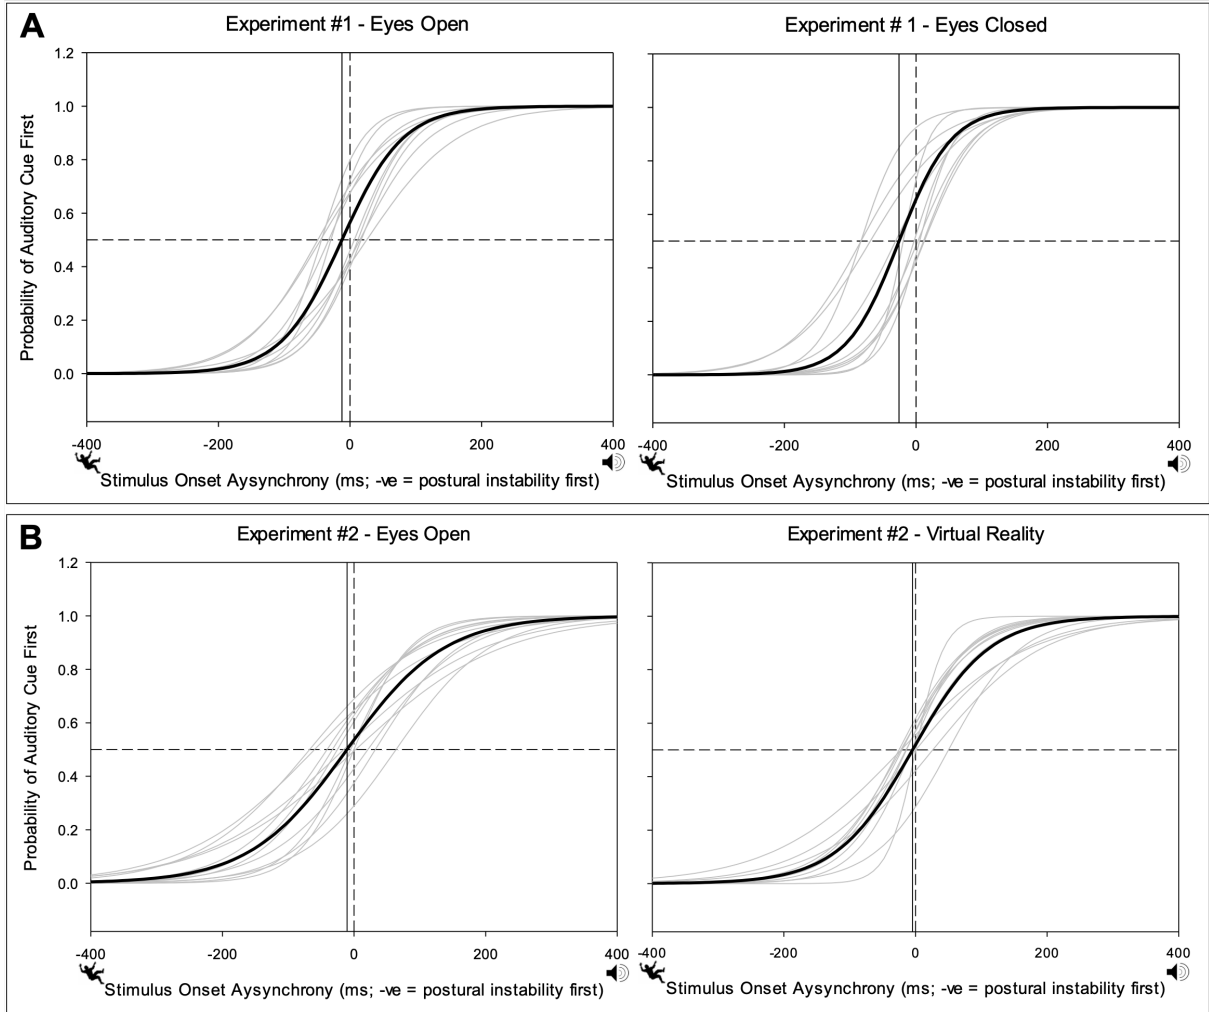 A
Experiment #1 - Eyes Open
Experiment # 1 - Eyes Closed
Probability of Auditory Cue First
1.2
1.0
0.8
0.6
0.4
0.2
0.0
-400
-200
0
200
400
-400
-200
0
200
400
Stimulus Onset Aysynchrony (ms; -ve = postural instability first)
Stimulus Onset Aysynchrony (ms; -ve = postural instability first)
B
Experiment #2 - Eyes Open
Experiment #2 - Virtual Reality
Probability of Auditory Cue First
1.2
1.0
0.8
0.6
0.4
0.2
0.0
-400
-200
0
200
400
-400
-200
0
200
400
Stimulus Onset Aysynchrony (ms; -ve = postural instability first)
Stimulus Onset Aysynchrony (ms; -ve = postural instability first)